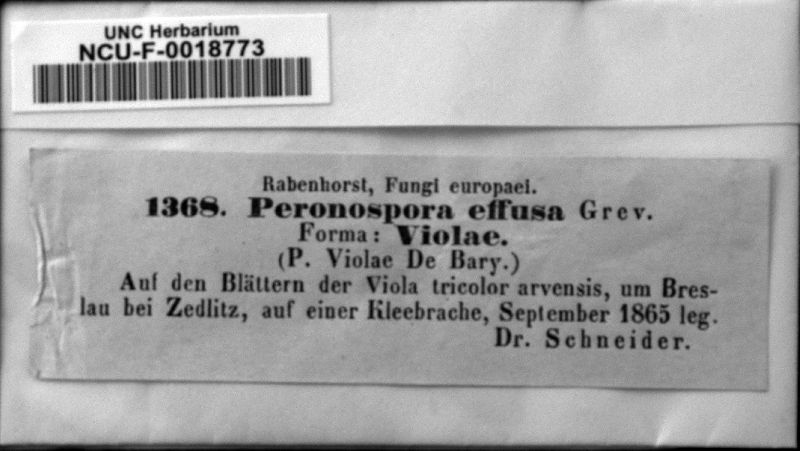 UNC Herbarium
NCU-F-0018773
Rabenhorst, Fungi europaei.
1368. Peronospora effusa Grev.
Forma: Violae.
(P. Violae De Bary.)
Auf den Blättern der Viola tricolor arvensis, um Bres-
lau bei Zedlitz, auf einer Kleebrache, September 1865 leg.
Dr. Schneider.